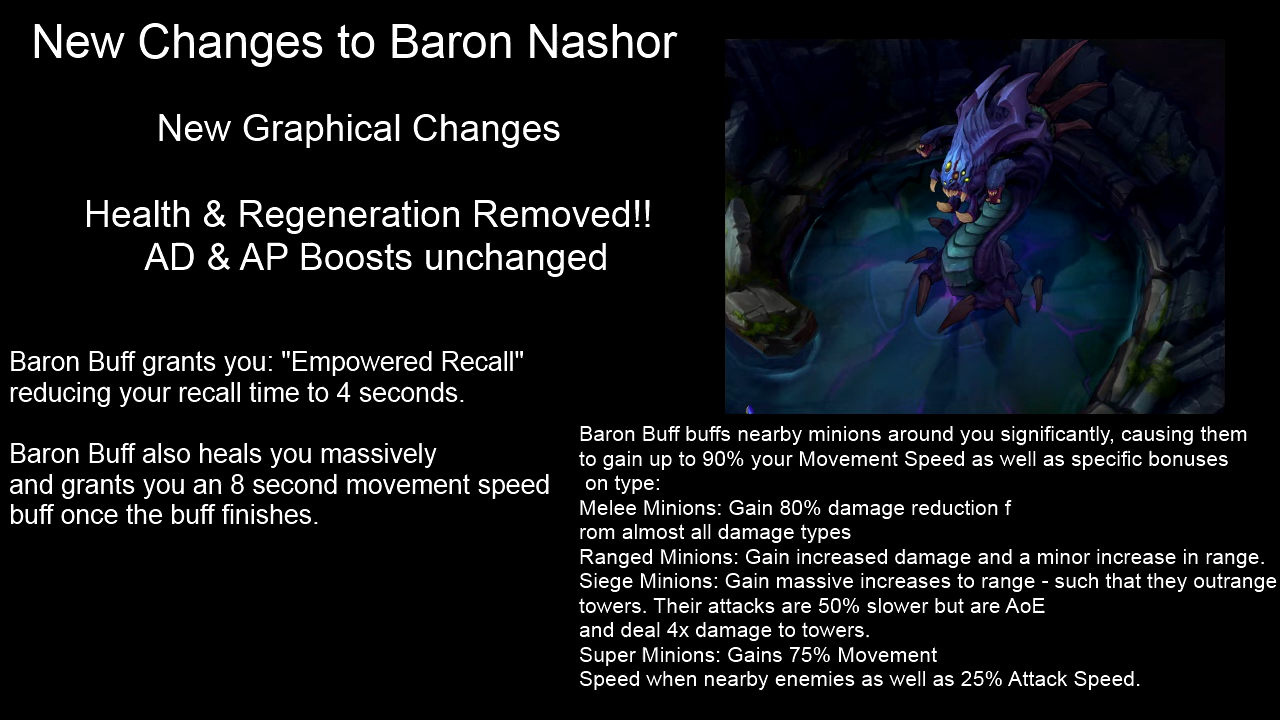 New Changes to Baron Nashor
New Graphical Changes
Health & Regeneration Removed!!
AD & AP Boosts unchanged
Baron Buff grants you: "Empowered Recall"
reducing your recall time to 4 seconds.
Baron Buff also heals you massively
and grants you an 8 second movement speed
buff once the buff finishes.
Baron Buff buffs nearby minions around you significantly, causing them
to gain up to 90% your Movement Speed as well as specific bonuses
on type:
Melee Minions: Gain 80% damage reduction f
rom almost all damage types
Ranged Minions: Gain increased damage and a minor increase in range.
Siege Minions: Gain massive increases to range - such that they outrange
towers. Their attacks are 50% slower but are AoE
and deal 4x damage to towers.
Super Minions: Gains 75% Movement
Speed when nearby enemies as well as 25% Attack Speed.